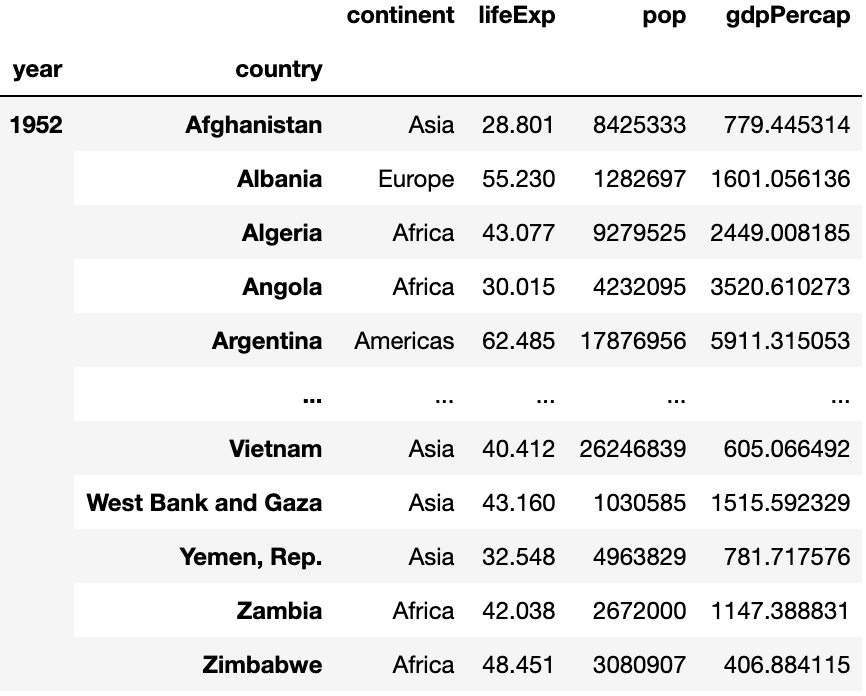 continent lifeExp pop gdpPercap
year country
1952 Afghanistan Asia 28.801 8425333 779.445314
Albania Europe 55.230 1282697 1601.056136
Algeria Africa 43.077 9279525 2449.008185
Angola Africa 30.015 4232095 3520.610273
Argentina Americas 62.485 17876956 5911.315053
... ... ... ... ...
Vietnam Asia 40.412 26246839 605.066492
West Bank and Gaza Asia 43.160 1030585 1515.592329
Yemen, Rep. Asia 32.548 4963829 781.717576
Zambia Africa 42.038 2672000 1147.388831
Zimbabwe Africa 48.451 3080907 406.884115